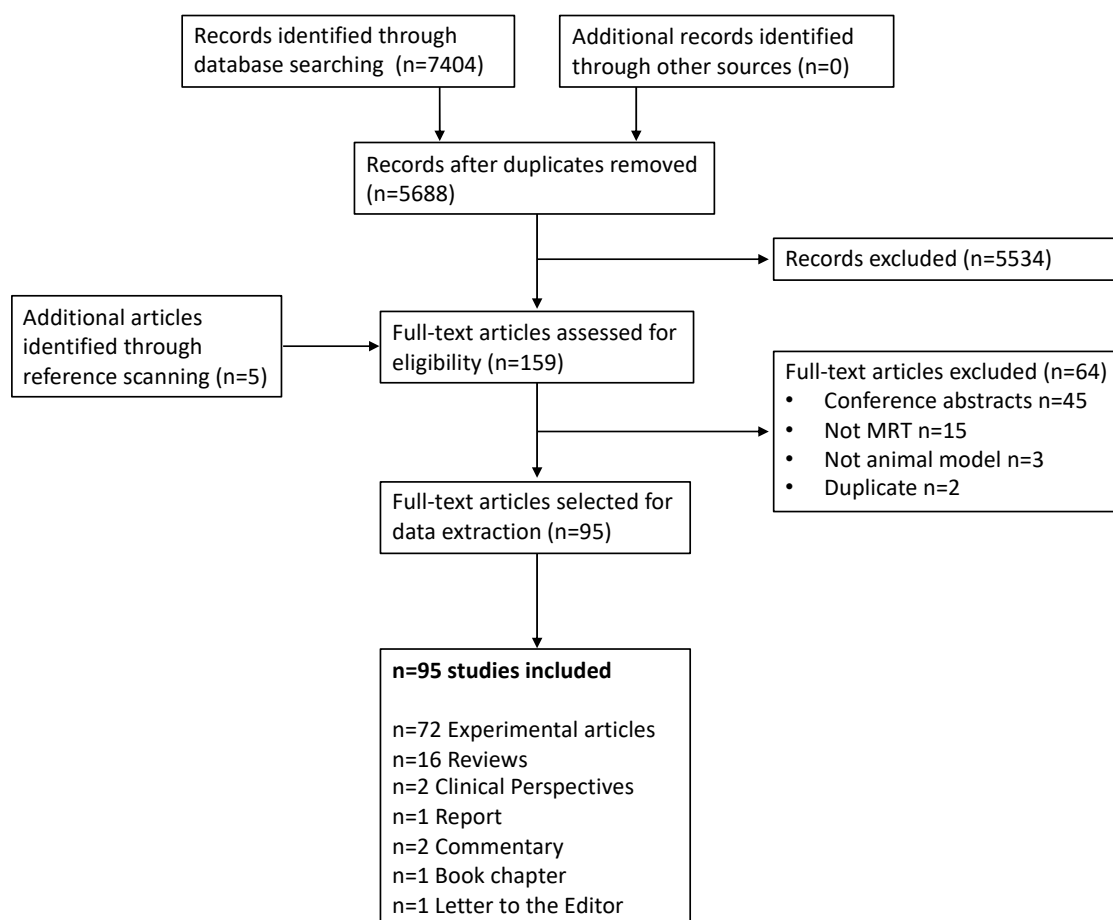 Records identified through
database searching  (n=7404)
Additional records identified
through other sources (n=0)
Records after duplicates removed
(n=5688)
Records excluded (n=5534)
Additional articles
identified through
reference scanning (n=5)
Full-text articles assessed for
eligibility (n=159)
Full-text articles excluded (n=64)
• Conference abstracts n=45
• Not MRT n=15
• Not animal model n=3
• Duplicate n=2
Full-text articles selected for
data extraction (n=95)
n=95 studies included
n=72 Experimental articles
n=16 Reviews
n=2 Clinical Perspectives
n=1 Report
n=2 Commentary
n=1 Book chapter
n=1 Letter to the Editor